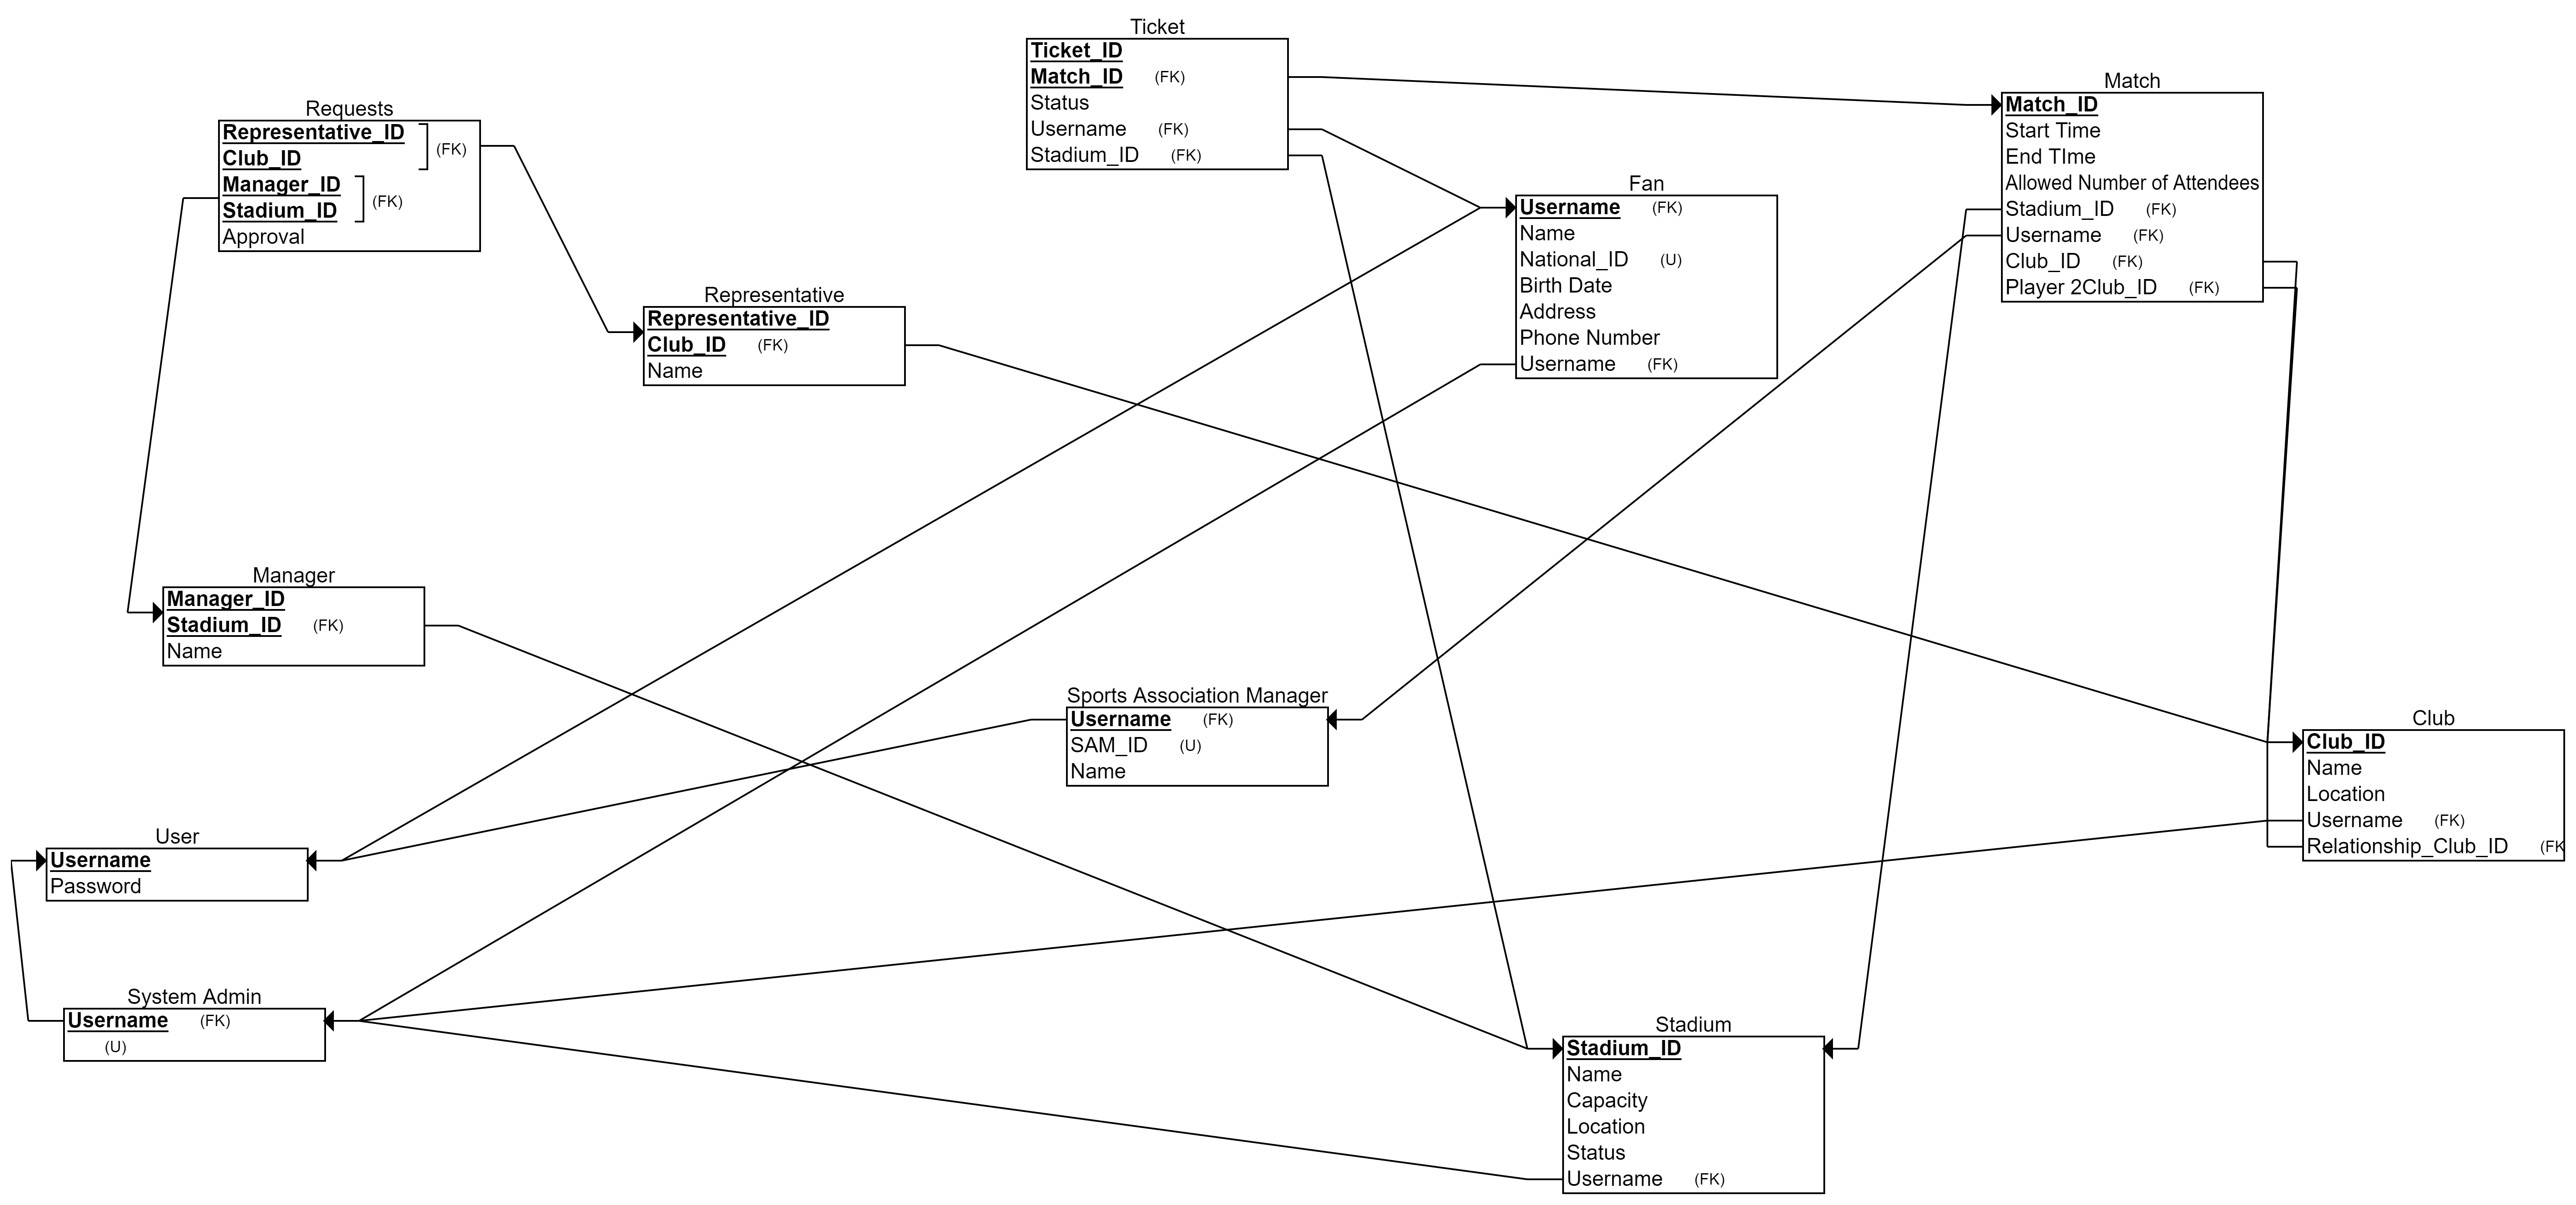 Ticket
Ticket_ID
Match_ID (FK)
Status
Username (FK)
Stadium_ID (FK)
Match
Match_ID
Start Time
End TIme
Allowed Number of Attendees
Stadium_ID (FK)
Username (FK)
Club_ID (FK)
Player 2Club_ID (FK)
Requests
Representative_ID
Club_ID
(FK)
Manager_ID
Stadium_ID
(FK)
Approval
Fan
Username (FK)
Name
National_ID (U)
Birth Date
Address
Phone Number
Username (FK)
Representative
Representative_ID
Club_ID (FK)
Name
Manager
Manager_ID
Stadium_ID (FK)
Name
Sports Association Manager
Username (FK)
SAM_ID (U)
Name
Club
Club_ID
Name
Location
Username (FK)
Relationship_Club_ID (FK
User
Username
Password
System Admin
Username (FK)
(U)
Stadium
Stadium_ID
Name
Capacity
Location
Status
Username (FK)